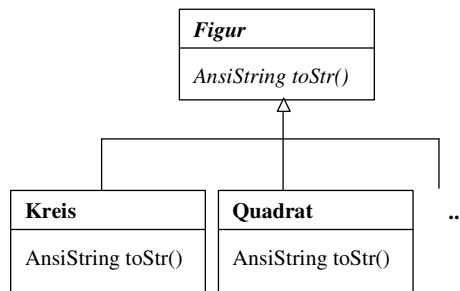 Figur
AnsiString toStr()
Kreis
Quadrat
..
AnsiString toStr()
AnsiString toStr()